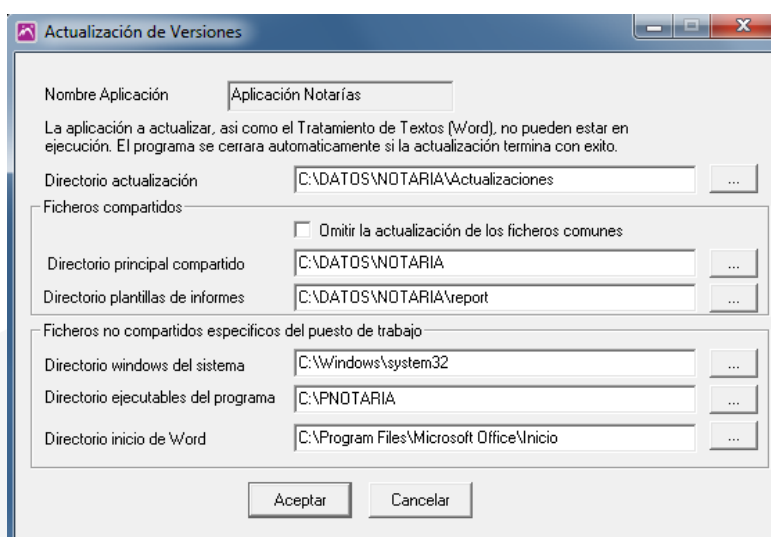 Actualización de Versiones
Nombre Aplicación Aplicación Notarías
La aplicación a actualizar, asi como el Tratamiento de Textos (Word), no pueden estar en
ejecución. El programa se cerrara automaticamente si la actualización termina con exito.
Directorio actualización C:\DATOS\NOTARIA\Actualizaciones ...
Ficheros compartidos
Omitir la actualización de los ficheros comunes
Directorio principal compartido C:\DATOS\NOTARIA ...
Directorio plantillas de informes C:\DATOS\NOTARIA\report ...
Ficheros no compartidos especificos del puesto de trabajo
Directorio windows del sistema C:\Windows\system32 ...
Directorio ejecutables del programa C:\PNOTARIA ...
Directorio inicio de Word C:\Program Files\Microsoft Office\Inicio ...
Aceptar Cancelar